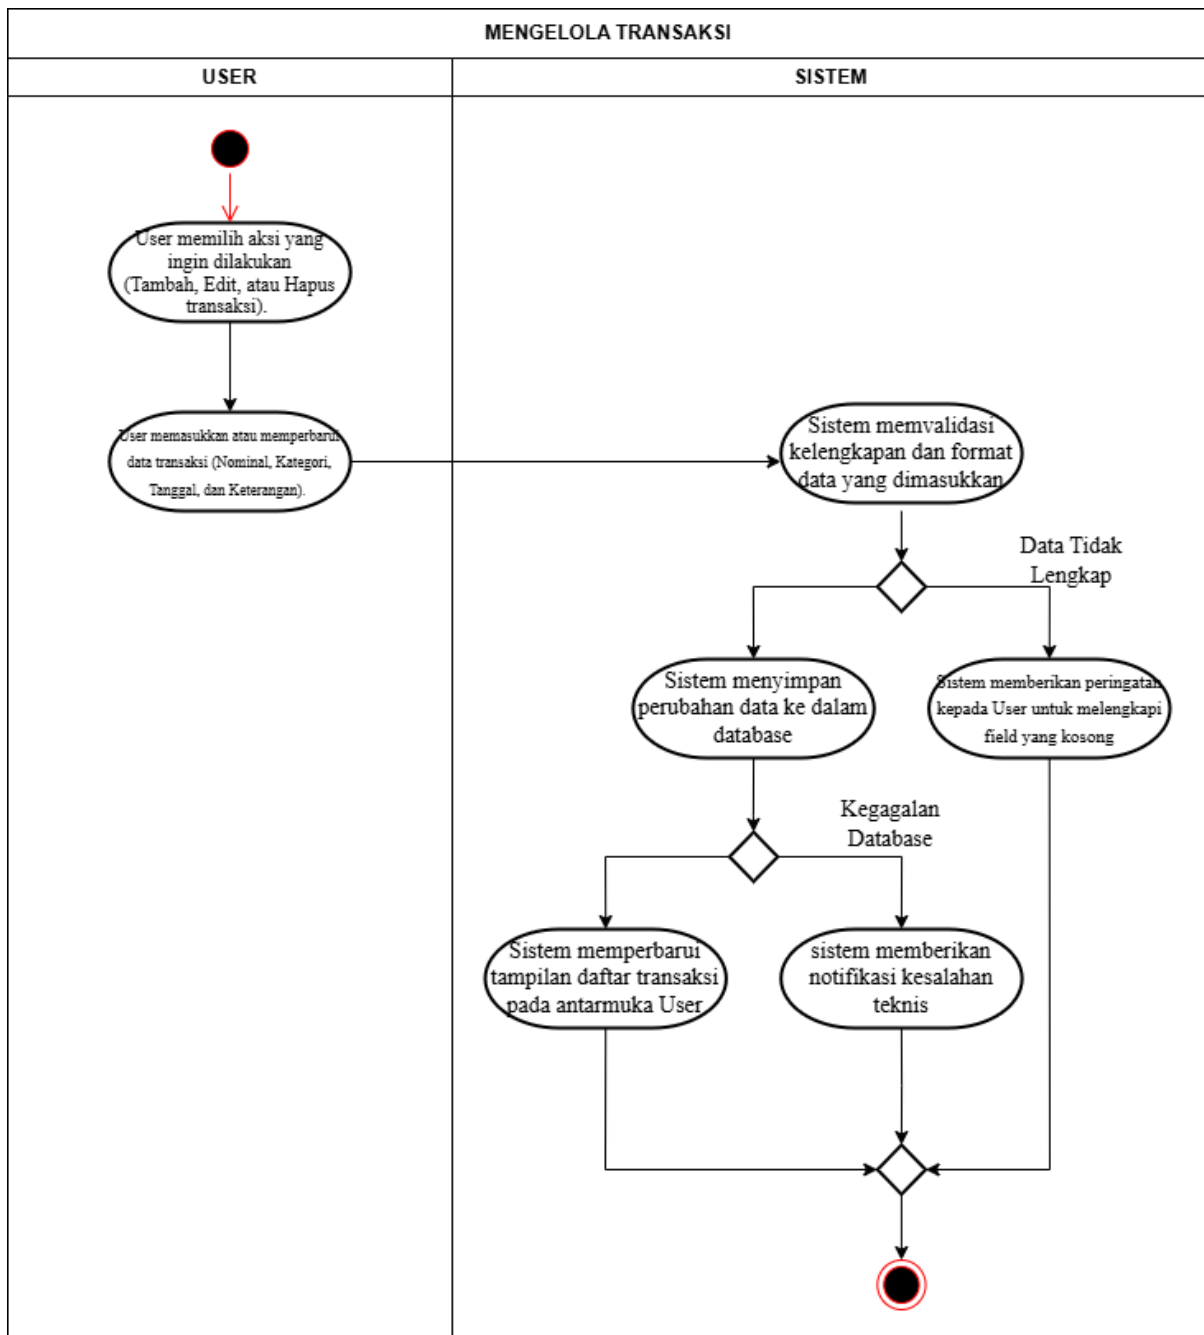 MENGELOLA TRANSAKSI
USER
SISTEM
User memilih aksi yang
ingin dilakukan
(Tambah, Edit, atau Hapus
transaksi).
User memasukkan atau memperbarui
data transaksi (Nominal, Kategori,
Tanggal, dan Keterangan).
Sistem memvalidasi
kelengkapan dan format
data yang dimasukkan
Data Tidak
Lengkap
Sistem menyimpan
perubahan data ke dalam
database
Sistem memberikan peringatan
kepada User untuk melengkapi
field yang kosong
Kegagalan
Database
Sistem memperbarui
tampilan daftar transaksi
pada antarmuka User
sistem memberikan
notifikasi kesalahan
teknis